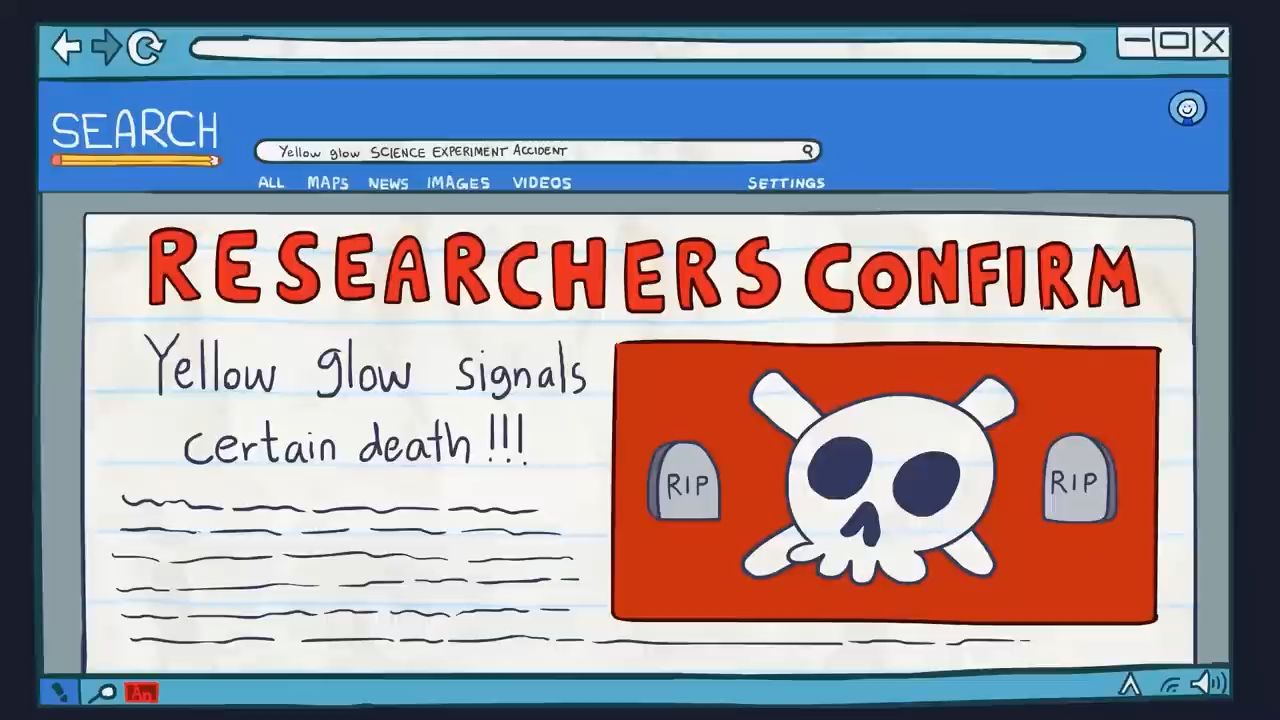 SEARCH
Yellow glow SCIENCE EXPERIMENT ACCIDENT
ALL MAPS NEWS IMAGES VIDEOS SETTINGS
RESEARCHERS CONFIRM
Yellow glow signals
certain death !!!
RIP
RIP
An